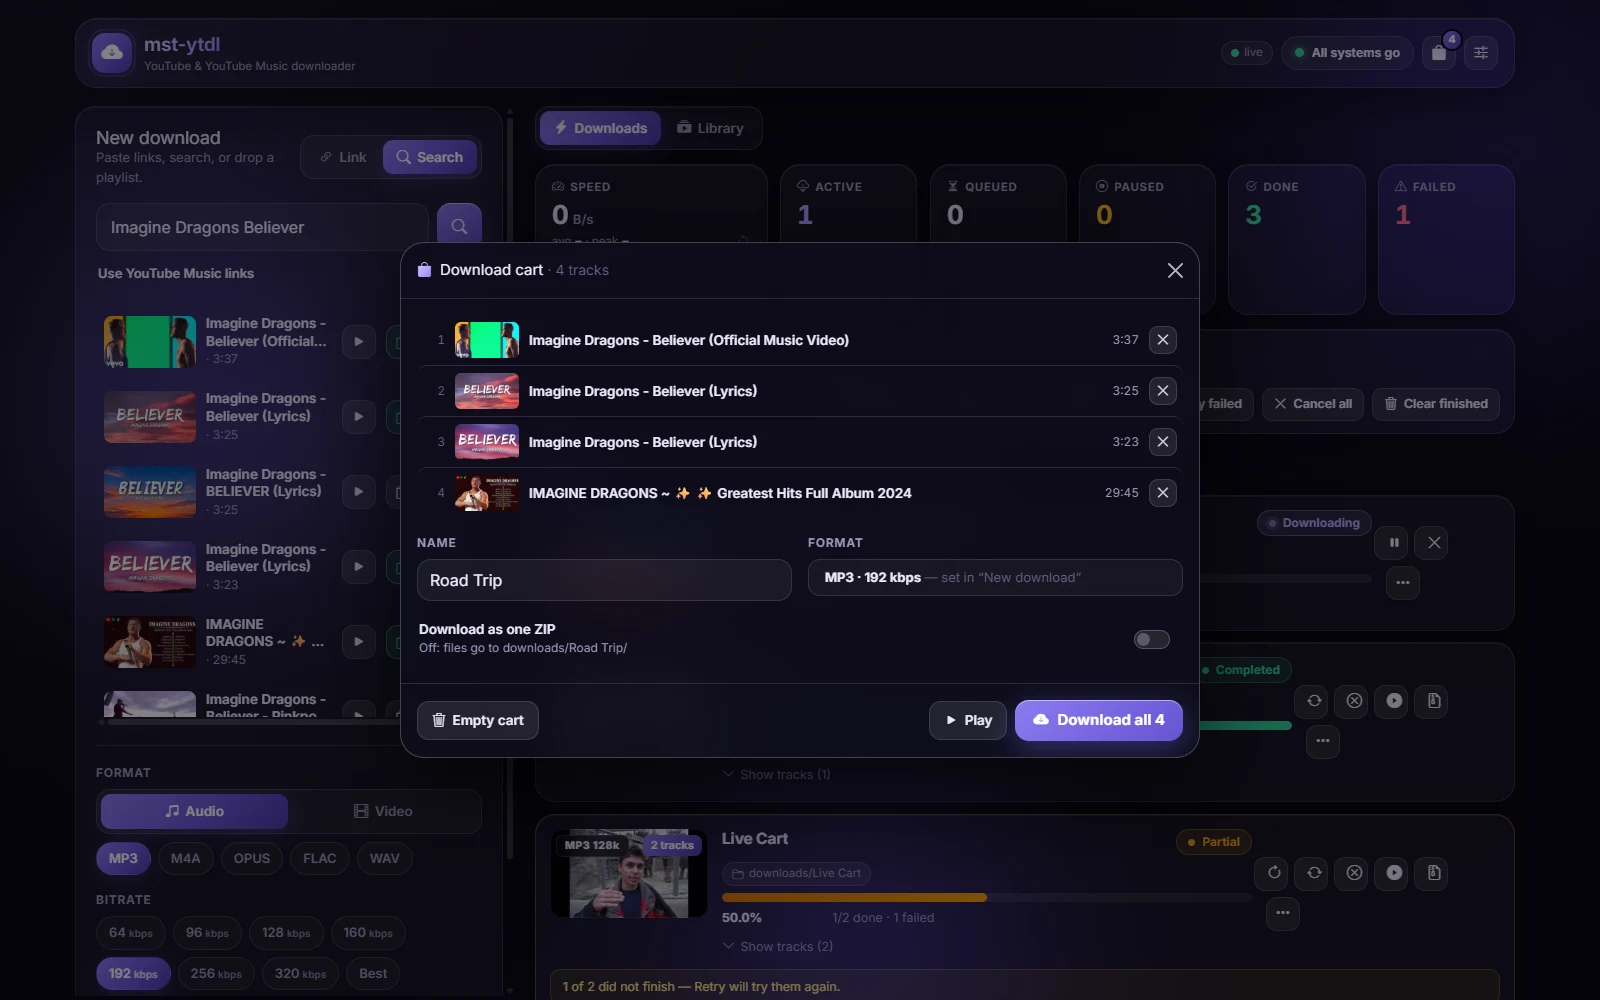 mst-ytdl
YouTube & YouTube Music downloader
live
All systems go
4
New download
Paste links, search, or drop a
playlist.
Link
Search
Imagine Dragons Believer
Use YouTube Music links
Imagine Dragons -
Believer (Official...
· 3:37
Imagine Dragons -
Believer (Lyrics)
· 3:25
Imagine Dragons -
BELIEVER (Lyrics)
· 3:25
Imagine Dragons -
Believer (Lyrics)
· 3:23
IMAGINE
DRAGONS ~ ✨ ...
· 29:45
Imagine Dragons -
FORMAT
Audio
Video
MP3
M4A
OPUS
FLAC
WAV
BITRATE
64 kbps
96 kbps
128 kbps
160 kbps
192 kbps
256 kbps
320 kbps
Best
Downloads
Library
SPEED
0 B/s
ACTIVE
1
QUEUED
0
PAUSED
0
DONE
3
FAILED
1
Download cart · 4 tracks
1
Imagine Dragons - Believer (Official Music Video)
3:37
2
BELIEVER
Imagine Dragons - Believer (Lyrics)
3:25
3
BELIEVER
Imagine Dragons - Believer (Lyrics)
3:23
4
IMAGINE DRAGONS ~ ✨ ✨ Greatest Hits Full Album 2024
29:45
NAME
Road Trip
FORMAT
MP3 · 192 kbps — set in “New download”
Download as one ZIP
Off: files go to downloads/Road Trip/
Empty cart
Play
Download all 4
failed
Cancel all
Clear finished
Downloading
Completed
Show tracks (1)
MP3 128k
2 tracks
Live Cart
Partial
downloads/Live Cart
50.0%
1/2 done · 1 failed
Show tracks (2)
1 of 2 did not finish — Retry will try them again.